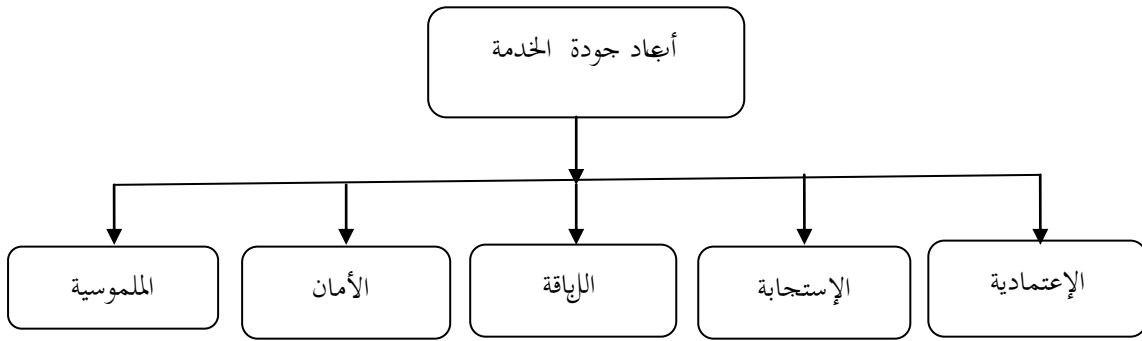 أبعاد جودة الخدمة
الإعتمادية
الإستجابة
اللباقة
الأمان
الملموسية